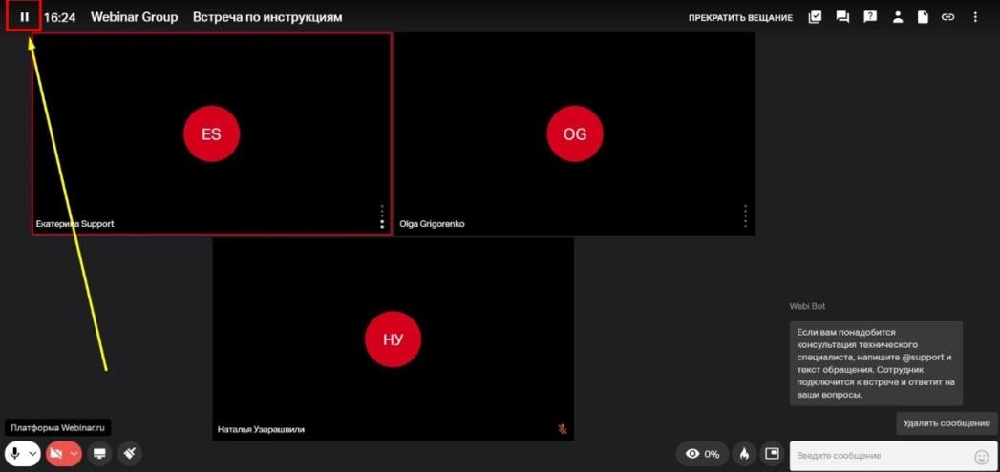 16:24 Webinar Group Встреча по инструкциям
ПРЕКРАТИТЬ ВЕЩАНИЕ
ES
Екатерина Support
OG
Olga Grigorenko
НУ
Наталья Узарашвили
Webi Bot
Если вам понадобится
консультация технического
специалиста, напишите @support и
текст обращения. Сотрудник
подключится к встрече и ответит на
ваши вопросы.
Удалить сообщение
Платформа Webinar.ru
0%
Введите сообщение